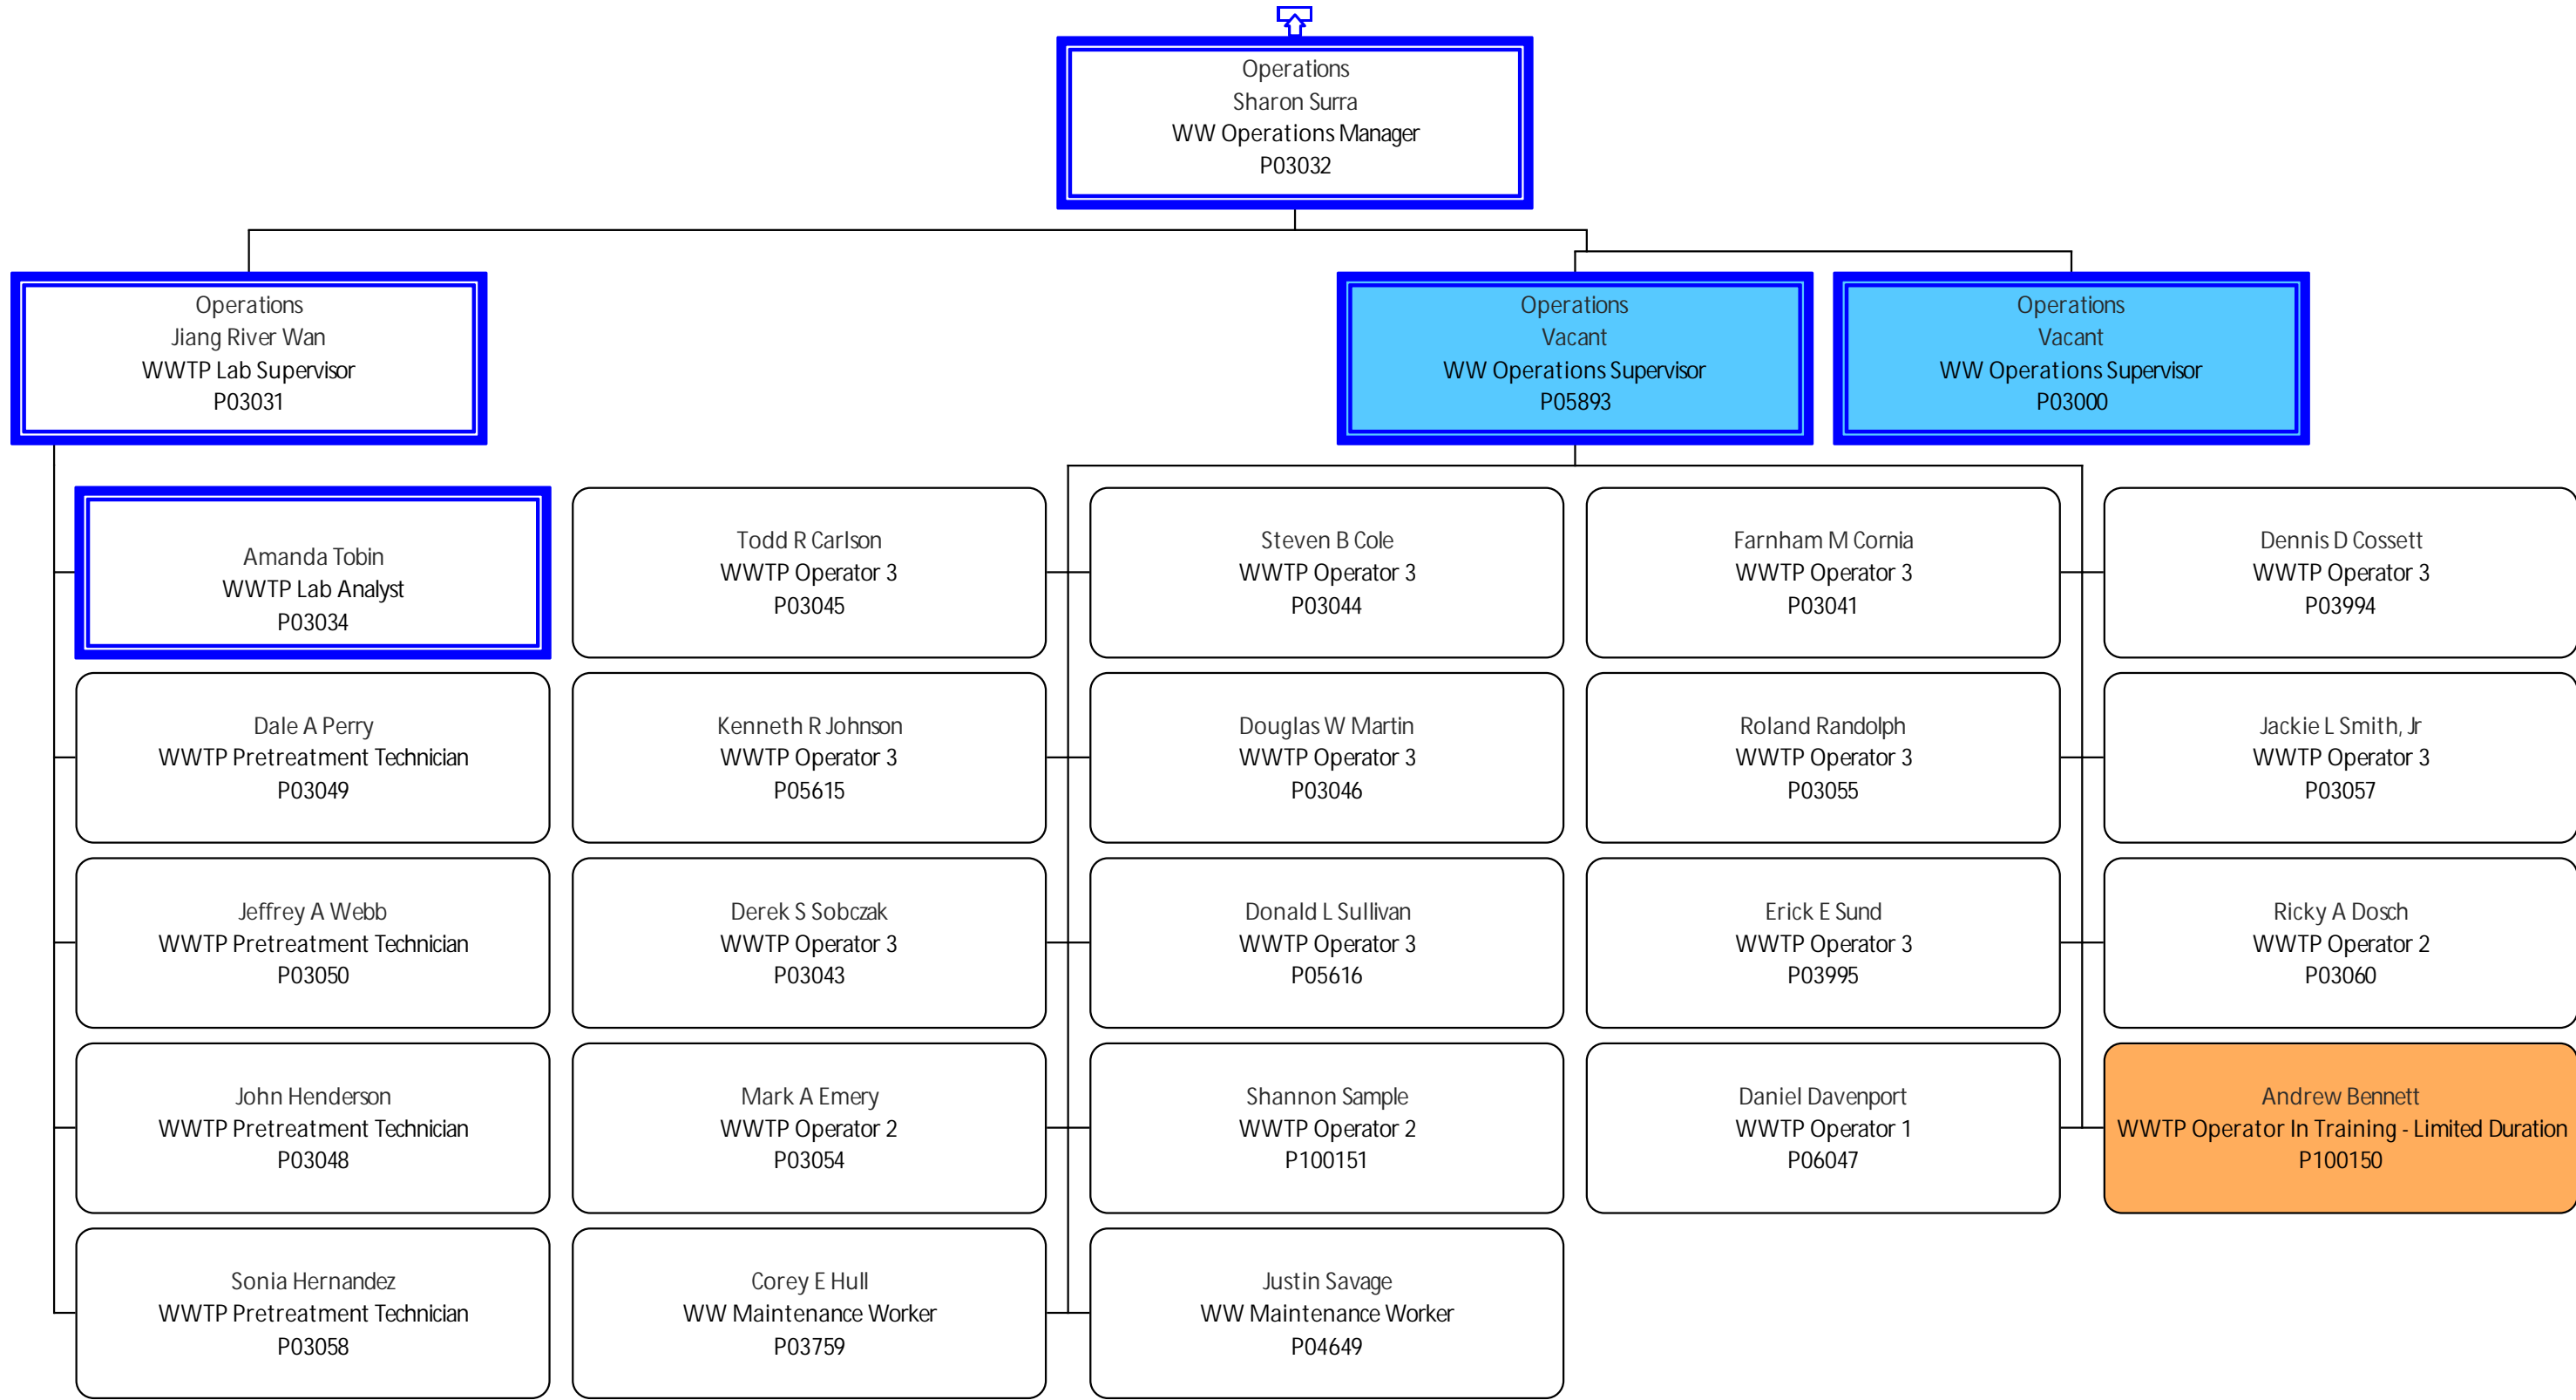 Operations
Sharon Surra
WW Operations Manager
P03032
Operations
Jiang River Wan
WWTP Lab Supervisor
P03031
Operations
Vacant
WW Operations Supervisor
P05893
Operations
Vacant
WW Operations Supervisor
P03000
Amanda Tobin
WWTP Lab Analyst
P03034
Todd R Carlson
WWTP Operator 3
P03045
Steven B Cole
WWTP Operator 3
P03044
Farnham M Cornia
WWTP Operator 3
P03041
Dennis D Cossett
WWTP Operator 3
P03994
Dale A Perry
WWTP Pretreatment Technician
P03049
Kenneth R Johnson
WWTP Operator 3
P05615
Douglas W Martin
WWTP Operator 3
P03046
Roland Randolph
WWTP Operator 3
P03055
Jackie L Smith, Jr
WWTP Operator 3
P03057
Jeffrey A Webb
WWTP Pretreatment Technician
P03050
Derek S Sobczak
WWTP Operator 3
P03043
Donald L Sullivan
WWTP Operator 3
P05616
Erick E Sund
WWTP Operator 3
P03995
Ricky A Dosch
WWTP Operator 2
P03060
John Henderson
WWTP Pretreatment Technician
P03048
Mark A Emery
WWTP Operator 2
P03054
Shannon Sample
WWTP Operator 2
P100151
Daniel Davenport
WWTP Operator 1
P06047
Andrew Bennett
WWTP Operator In Training - Limited Duration
P100150
Sonia Hernandez
WWTP Pretreatment Technician
P03058
Corey E Hull
WW Maintenance Worker
P03759
Justin Savage
WW Maintenance Worker
P04649